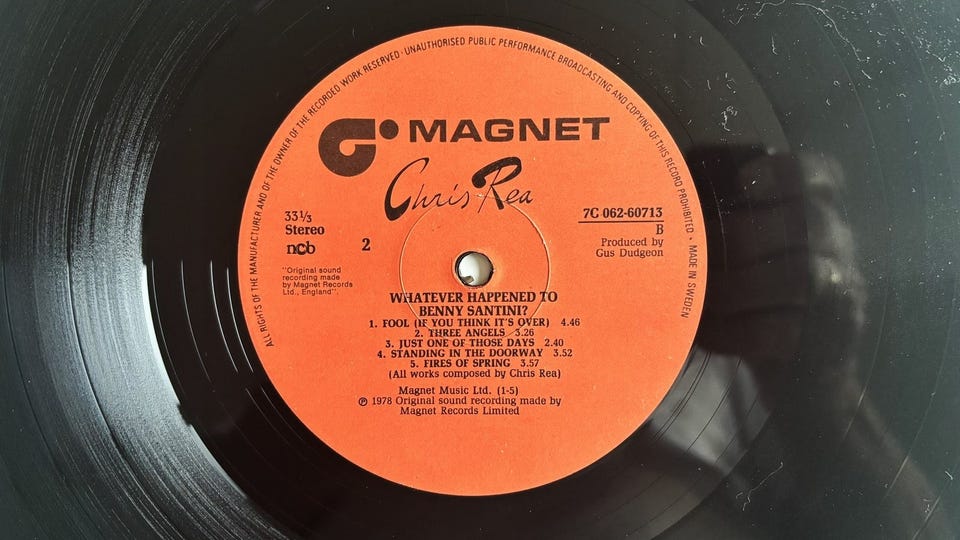 ALL RIGHTS OF THE MANUFACTURER AND OF THE OWNER OF THE RECORDED WORK RESERVED · UNAUTHORISED PUBLIC PERFORMANCE BROADCASTING AND COPYING OF THIS RECORD PROHIBITED · MADE IN SWEDEN
MAGNET
Chris Rea
33⅓
Stereo
ncb
2
7C 062-60713
B
Produced by
Gus Dudgeon
"Original sound
recording made
by Magnet Records
Ltd., England".
WHATEVER HAPPENED TO
BENNY SANTINI?
1. FOOL (IF YOU THINK IT'S OVER) 4.46
2. THREE ANGELS 3.26
3. JUST ONE OF THOSE DAYS 2.40
4. STANDING IN THE DOORWAY 3.52
5. FIRES OF SPRING 3.57
(All works composed by Chris Rea)
Magnet Music Ltd. (1-5)
℗ 1978 Original sound recording made by
Magnet Records Limited